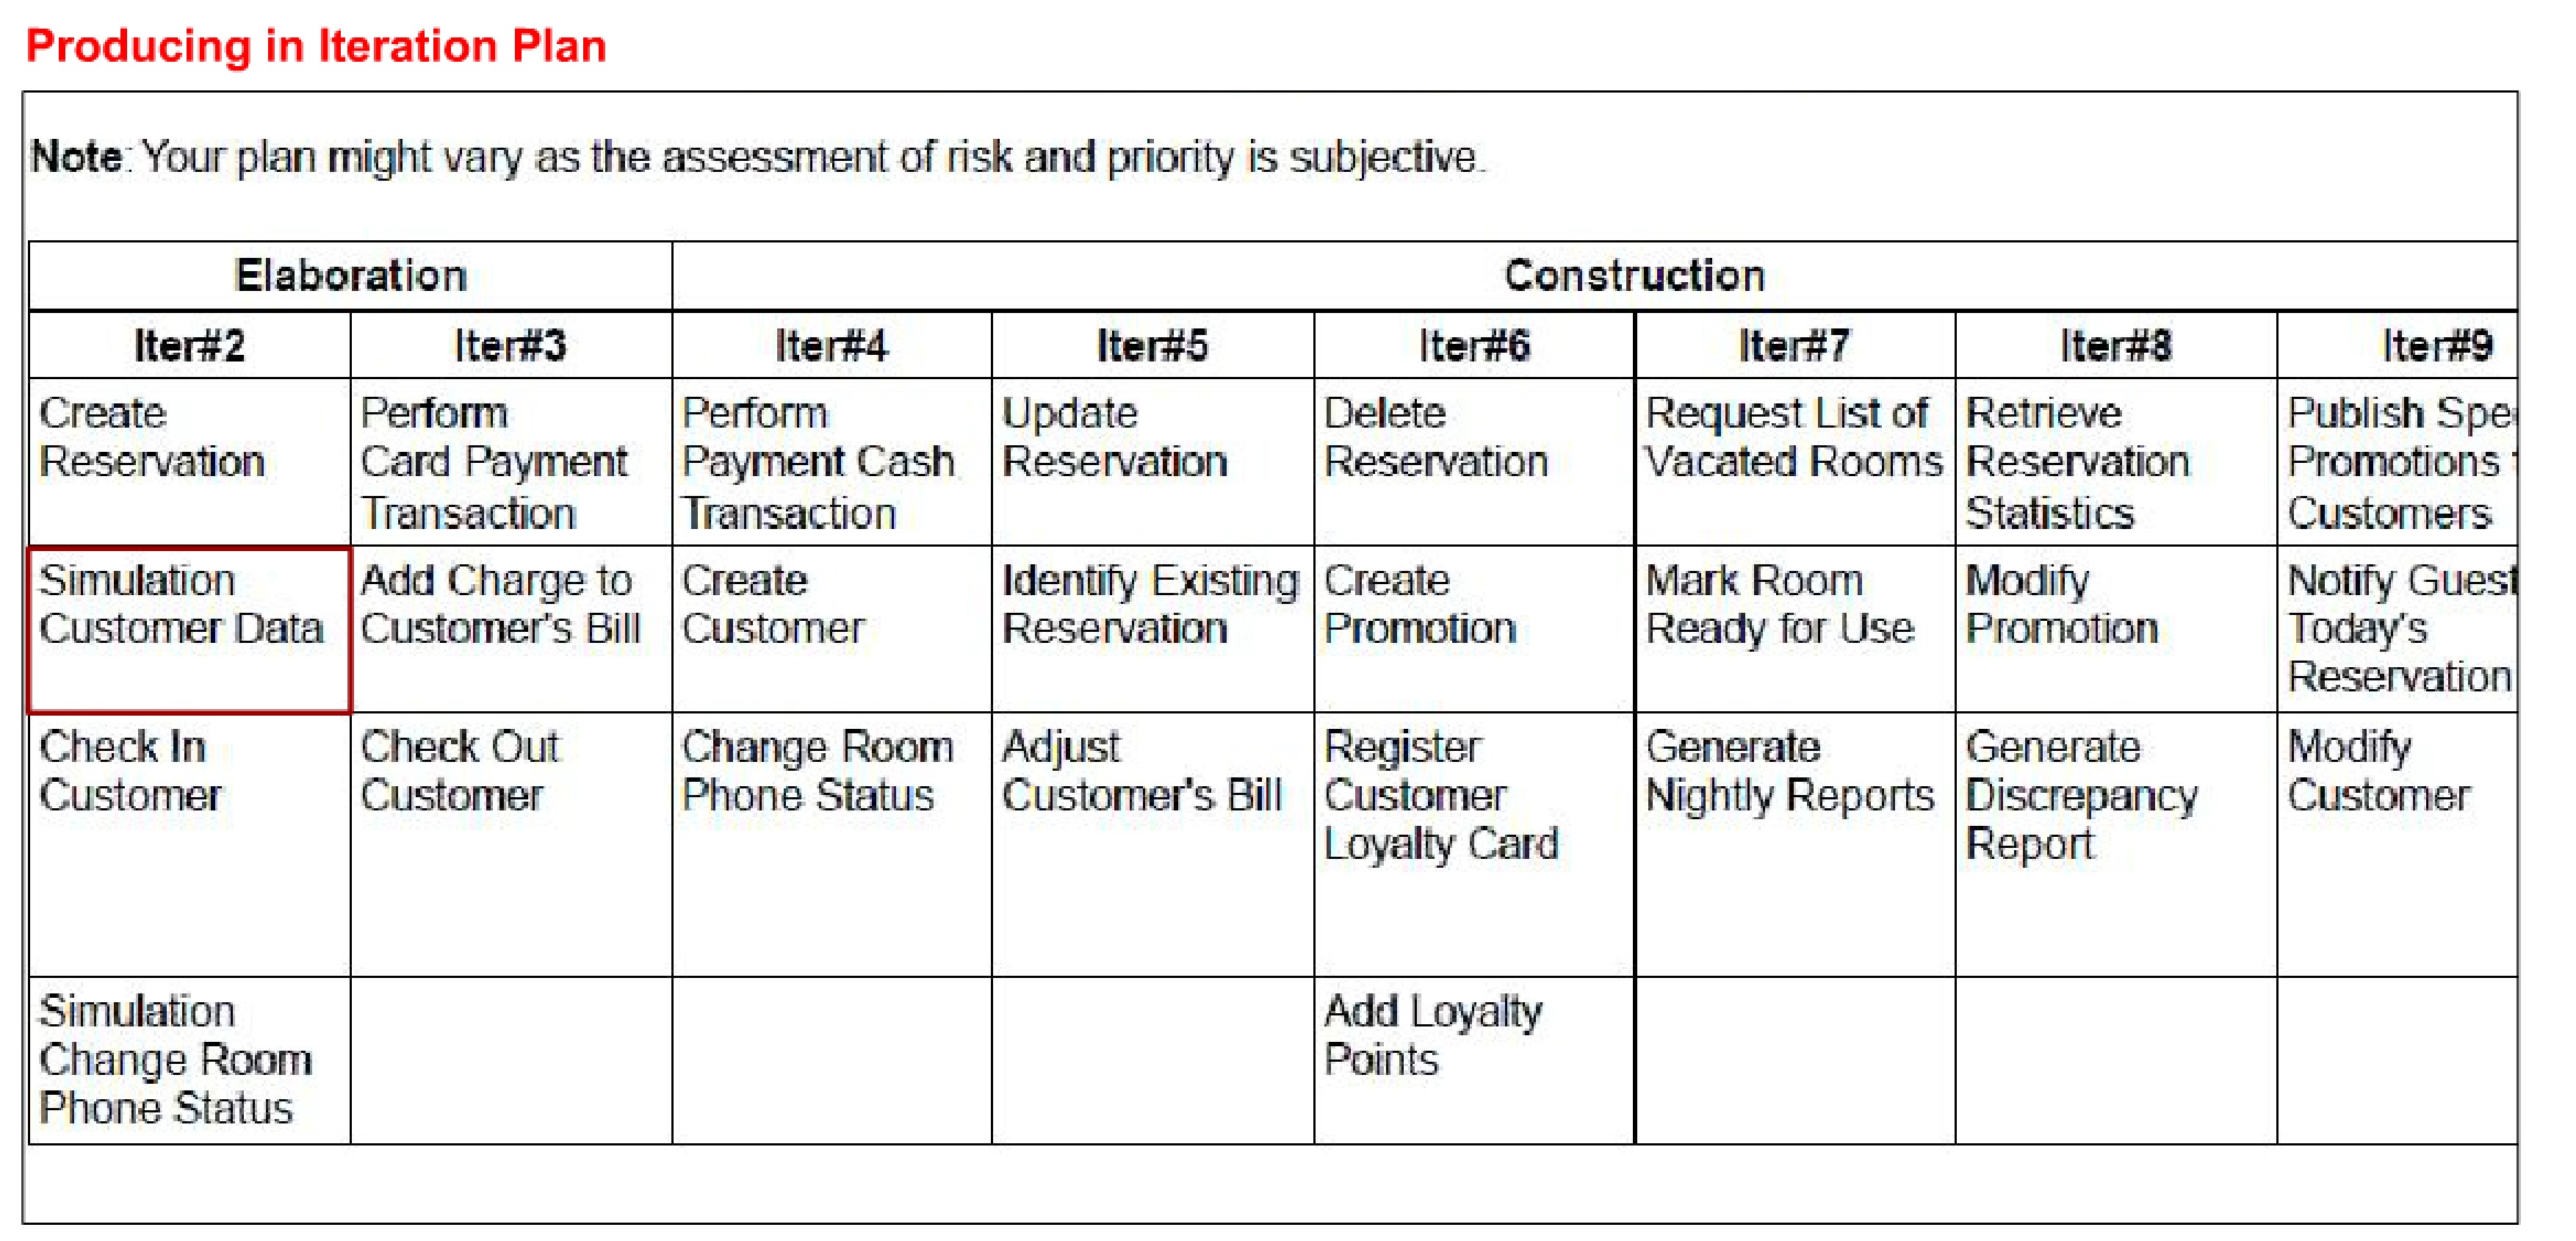 Producing in Iteration Plan
Note: Your plan might vary as the assessment of risk and priority is subjective.
Elaboration
Construction
Iter#2
Iter#3
Iter#4
Iter#5
Iter#6
Iter#7
Iter#8
Iter#9
Create
Reservation
Perform
Card Payment
Transaction
Perform
Payment Cash
Transaction
Update
Reservation
Delete
Reservation
Request List of
Vacated Rooms
Retrieve
Reservation
Statistics
Publish
Promotions
Customers
Simulation
Customer Data
Add Charge to
Customer's Bill
Create
Customer
Identify Existing
Reservation
Create
Promotion
Mark Room
Ready for Use
Modify
Promotion
Notify Guest
Today's
Reservation
Check In
Customer
Check Out
Customer
Change Room
Phone Status
Adjust
Customer's Bill
Register
Customer
Loyalty Card
Generate
Nightly Reports
Generate
Discrepancy
Report
Modify
Customer
Simulation
Change Room
Phone Status
Add Loyalty
Points